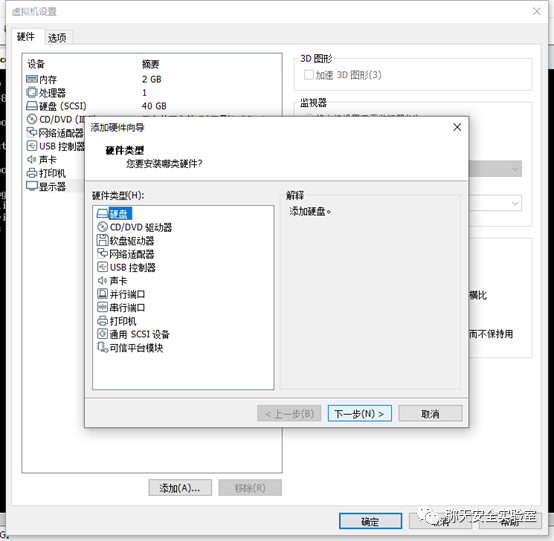 虚拟机设置
硬件 选项
设备 摘要
内存 2 GB
处理器 1
硬盘 (SCSI) 40 GB
CD/DVD (I
网络适配器
USB 控制器
声卡
打印机
显示器
3D 图形
加速 3D 图形(3)
监视器
添加硬件向导
硬件类型
您要安装哪类硬件?
硬件类型(H):
硬盘
CD/DVD 驱动器
软盘驱动器
网络适配器
USB 控制器
声卡
并行端口
串行端口
打印机
通用 SCSI 设备
可信平台模块
解释
添加硬盘。
横比
而不保持用
< 上一步(B) 下一步(N) > 取消
添加(A)... 移除(R)
确定 取消 帮助
弥天安全实验室